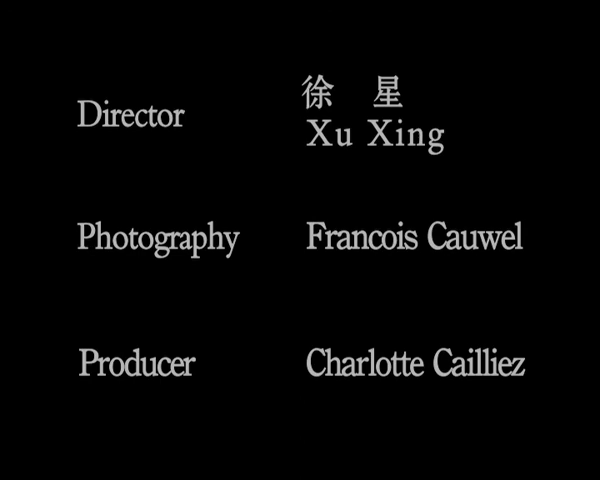 Director
徐 星
Xu Xing
Photography Francois Cauwel
Producer Charlotte Cailliez